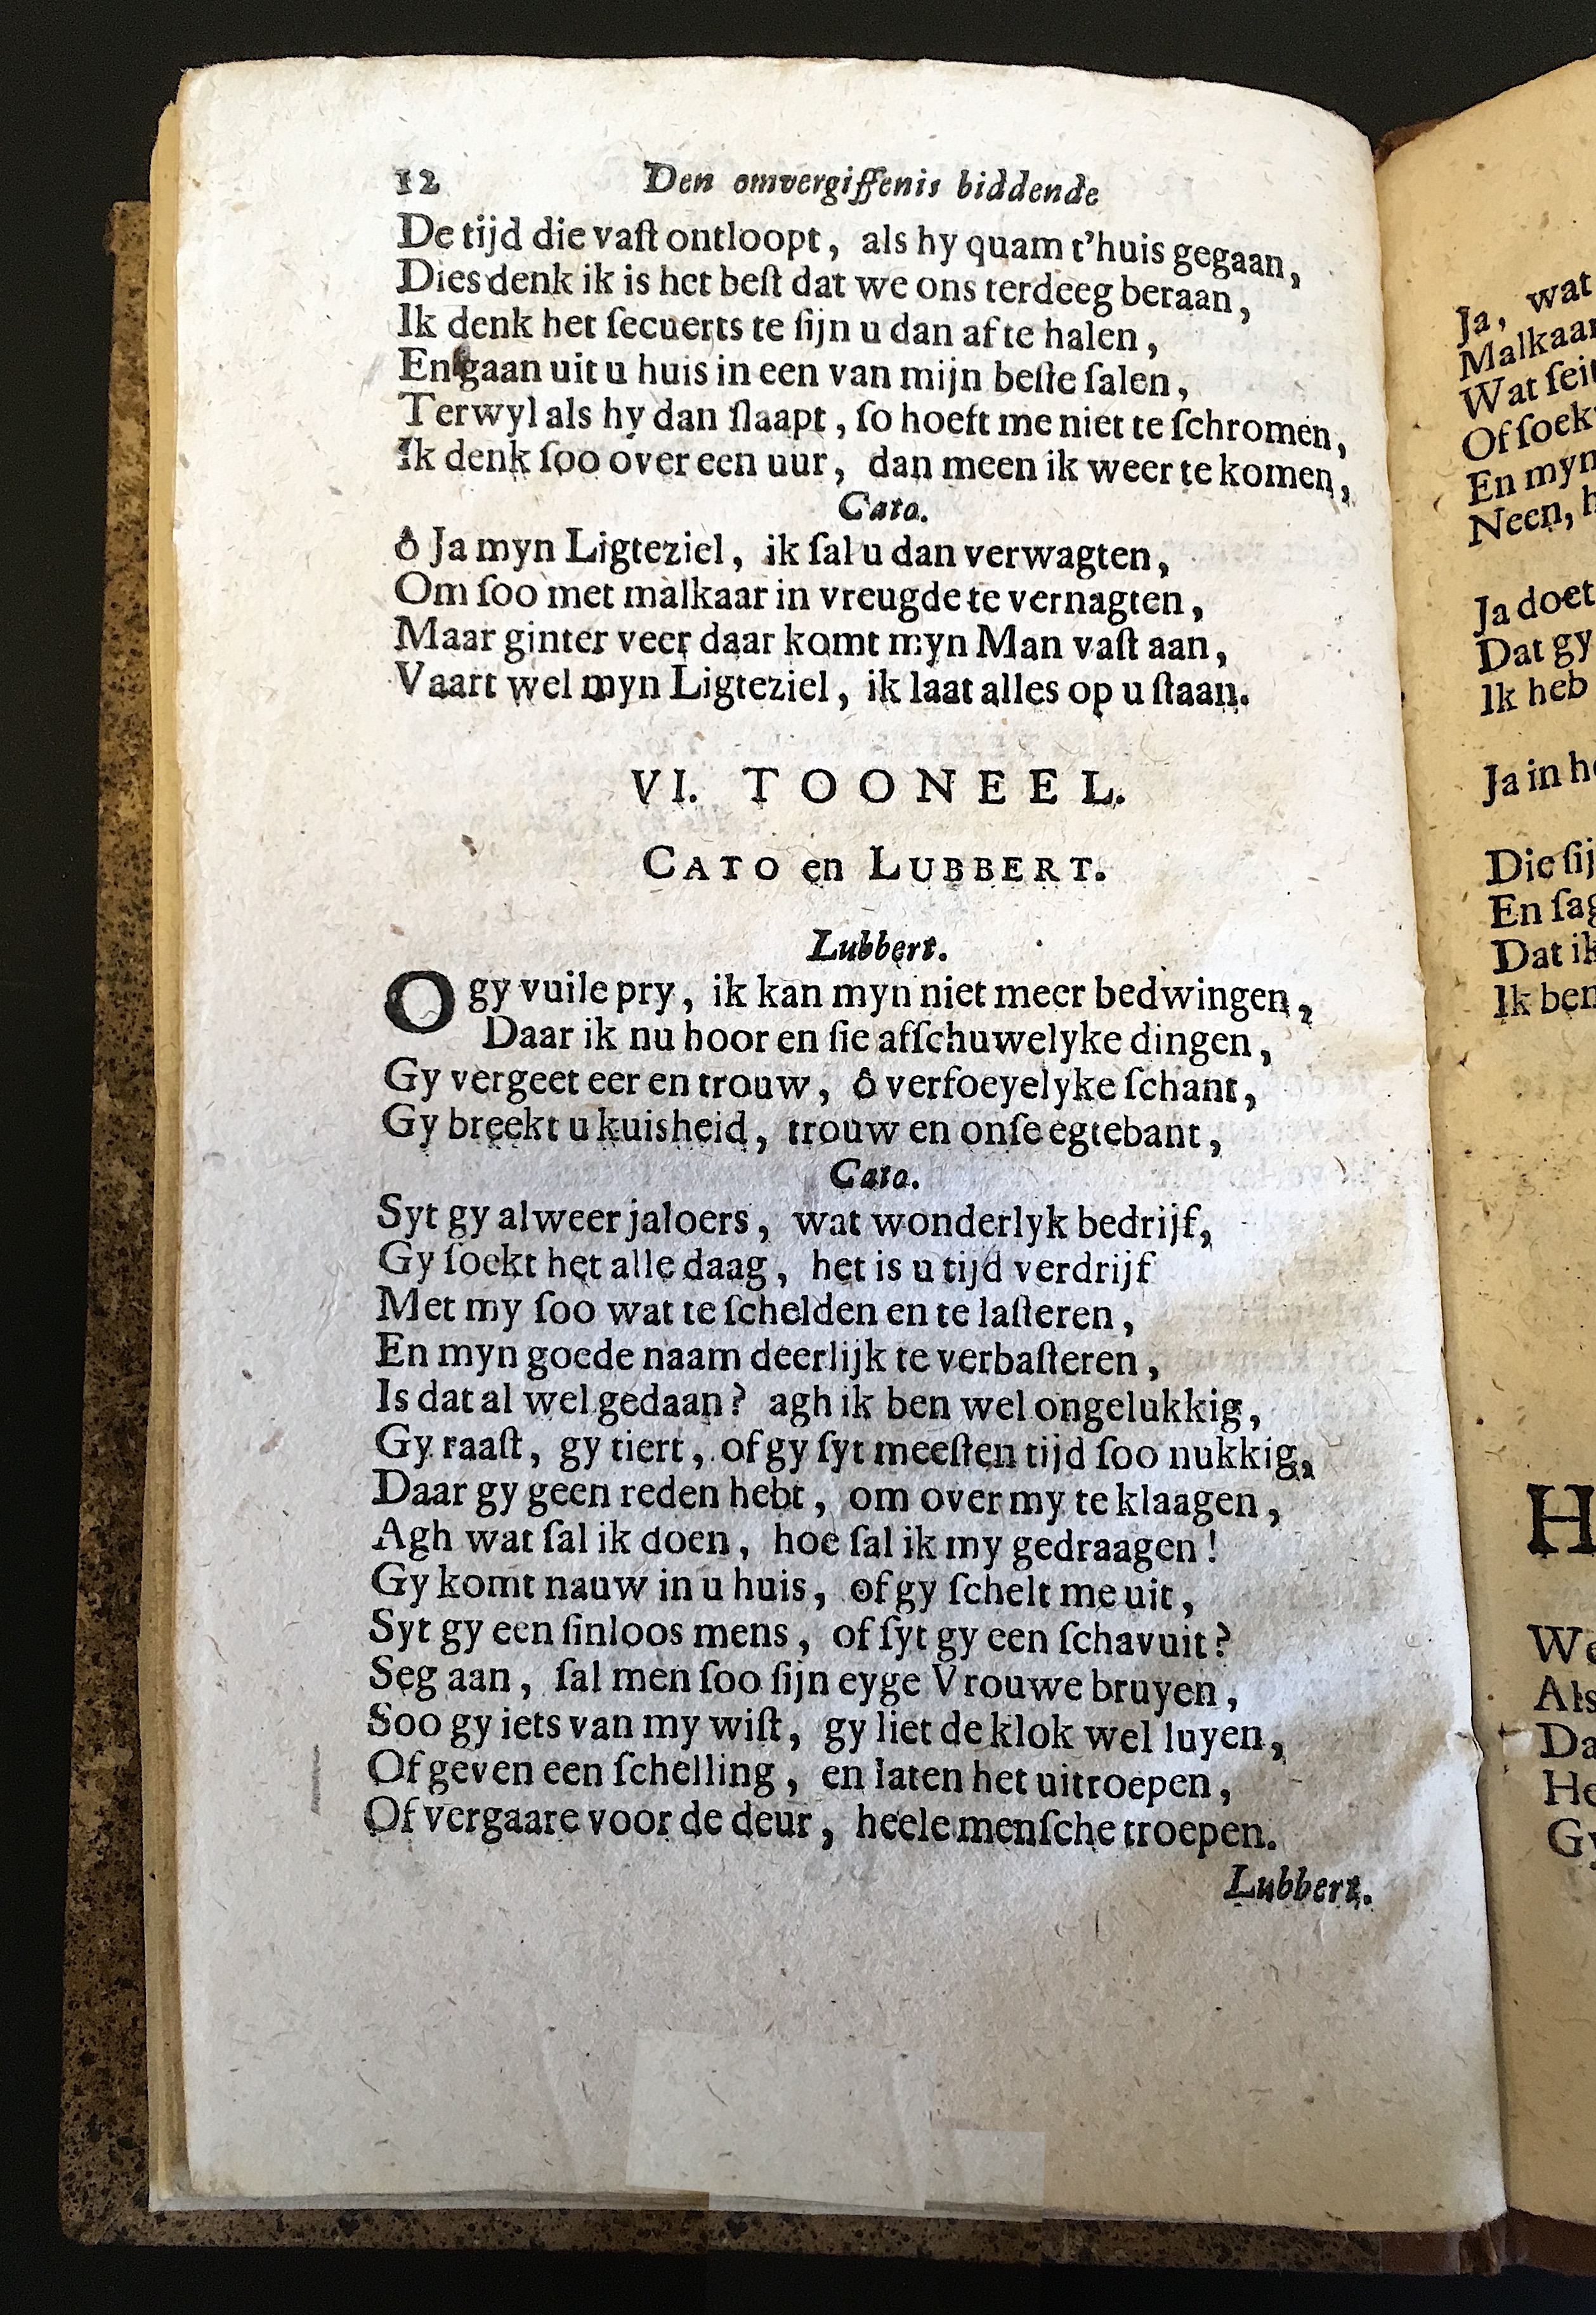 12 Den omvergiffenis biddende
De tijd die vaſt ontloopt, als hy quam t'huis gegaan,
Dies denk ik is het beſt dat we ons terdeeg beraan,
Ik denk het ſecuerts te ſijn u dan af te halen,
En gaan uit u huis in een van mijn beſte ſalen,
Terwyl als hy dan ſlaapt, ſo hoeft me niet te ſchromen,
Ik denk ſoo over een uur, dan meen ik weer te komen,
Cato.
ô Ja myn Ligteziel, ik ſal u dan verwagten,
Om ſoo met malkaar in vreugde te vernagten,
Maar ginter veer daar komt myn Man vaſt aan,
Vaart wel myn Ligteziel, ik laat alles op u ſtaan.
VI. TOONEEL.
CATO en LUBBERT.
Lubbert.
O gy vuile pry, ik kan myn niet meer bedwingen,
Daar ik nu hoor en ſie afſchuwelyke dingen,
Gy vergeet eer en trouw, ô verfoeyelyke ſchant,
Gy breekt u kuisheid, trouw en onſe egtebant,
Cato.
Syt gy alweer jaloers, wat wonderlyk bedrijf,
Gy ſoekt het alle daag, het is u tijd verdrijf
Met my ſoo wat te ſchelden en te laſteren,
En myn goede naam deerlijk te verbaſteren,
Is dat al wel gedaan? agh ik ben wel ongelukkig,
Gy raaſt, gy tiert, of gy ſyt meeſten tijd ſoo nukkig,
Daar gy geen reden hebt, om over my te klaagen,
Agh wat ſal ik doen, hoe ſal ik my gedraagen!
Gy komt nauw in u huis, of gy ſchelt me uit,
Syt gy een ſinloos mens, of ſyt gy een ſchavuit?
Seg aan, ſal men ſoo ſijn eyge Vrouwe bruyen,
Soo gy iets van my wiſt, gy liet de klok wel luyen,
Of geven een ſchelling, en laten het uitroepen,
Of vergaare voor de deur, heele menſche troepen.
Lubbert.
Ja, wat
Malkaar
Wat ſeit
Of ſoek
En myn
Neen, h
Ja doet
Dat gy
Ik heb
Ja in h
Die ſij
En ſag
Dat ik
Ik ben
H
We
Als
Da
He
Gy